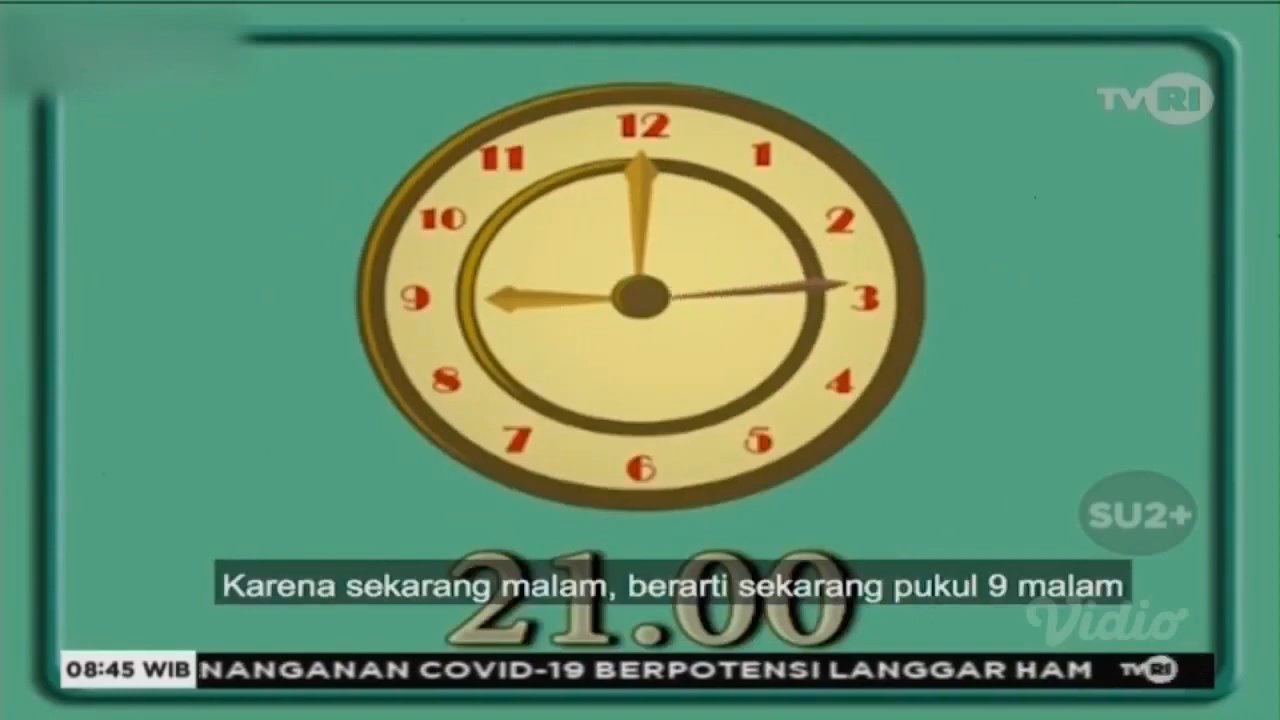 TVRI
12
11
1
10
2
9
3
8
4
7
5
6
SU2+
21.00
Karena sekarang malam, berarti sekarang pukul 9 malam
Vidio
08:45 WIB NANGANAN COVID-19 BERPOTENSI LANGGAR HAM TVRI